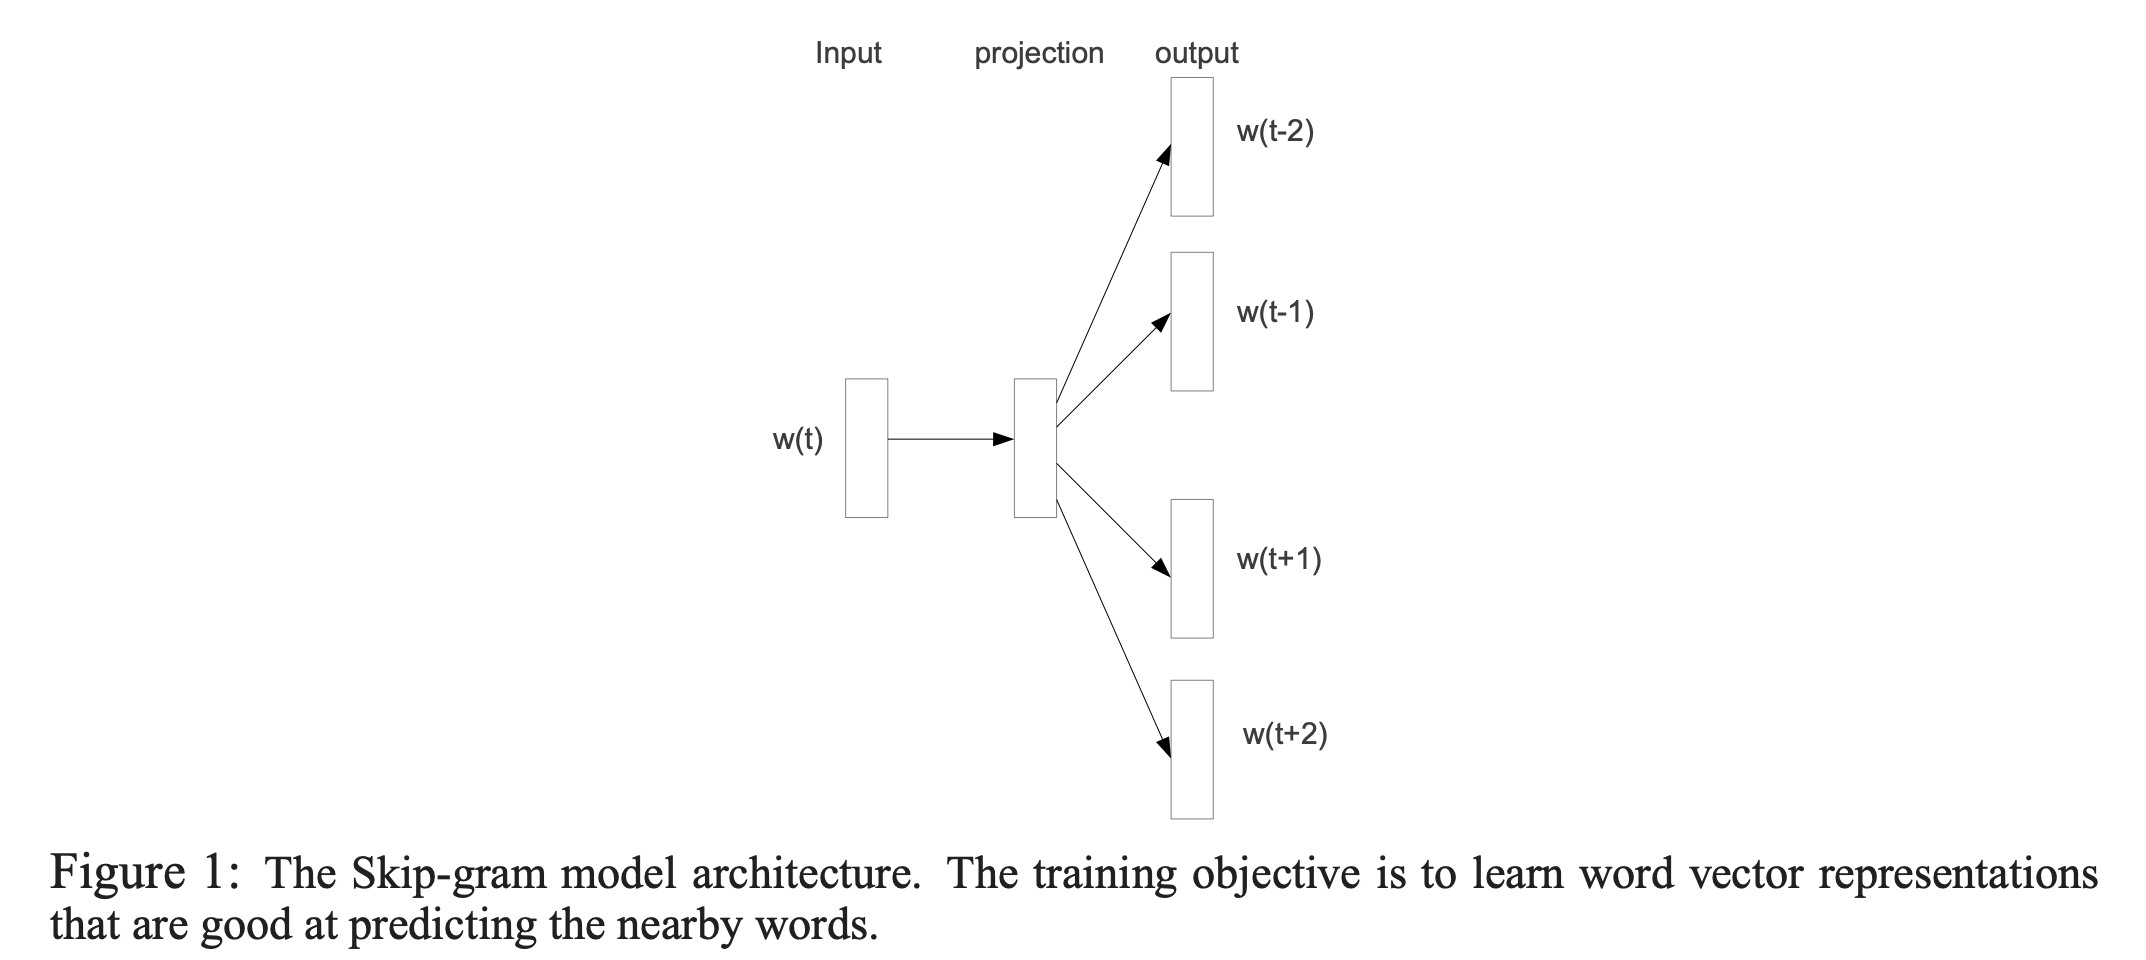 Input projection output
w(t-2)
w(t-1)
w(t)
w(t+1)
w(t+2)
Figure 1: The Skip-gram model architecture. The training objective is to learn word vector representations
that are good at predicting the nearby words.